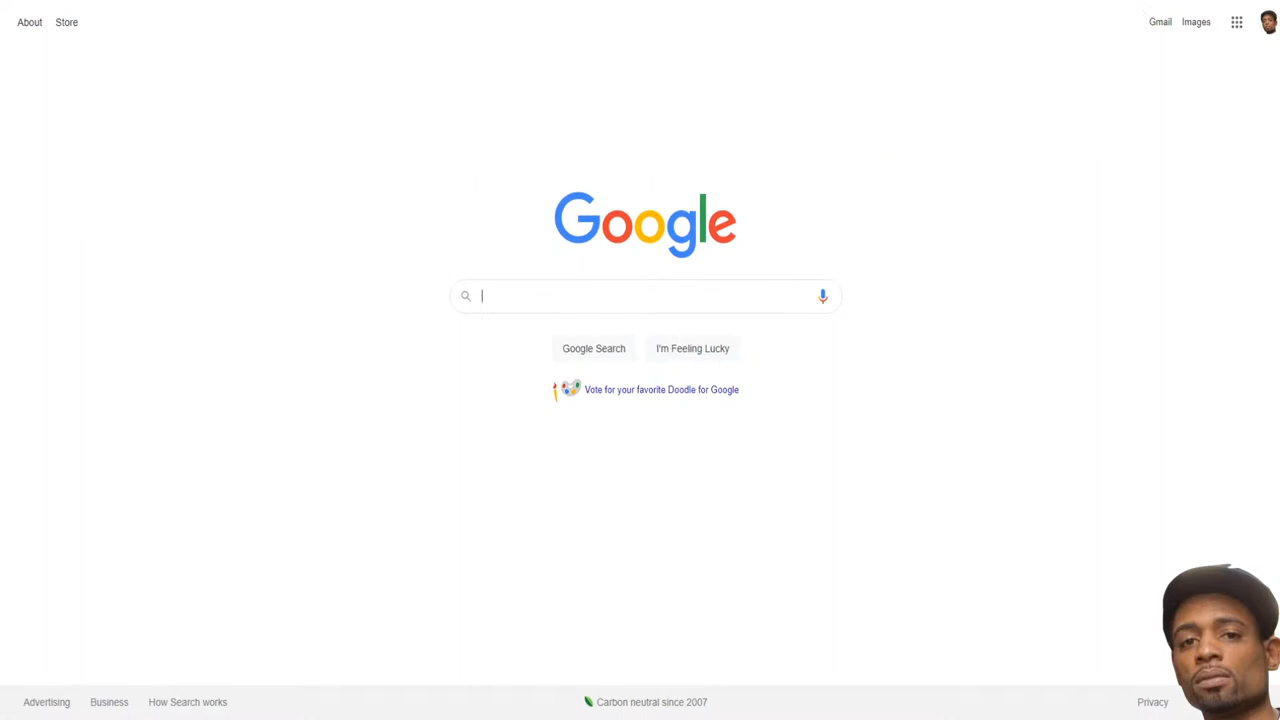 About Store
Gmail Images
Google
Google Search I'm Feeling Lucky
Vote for your favorite Doodle for Google
Advertising Business How Search works
Carbon neutral since 2007
Privacy